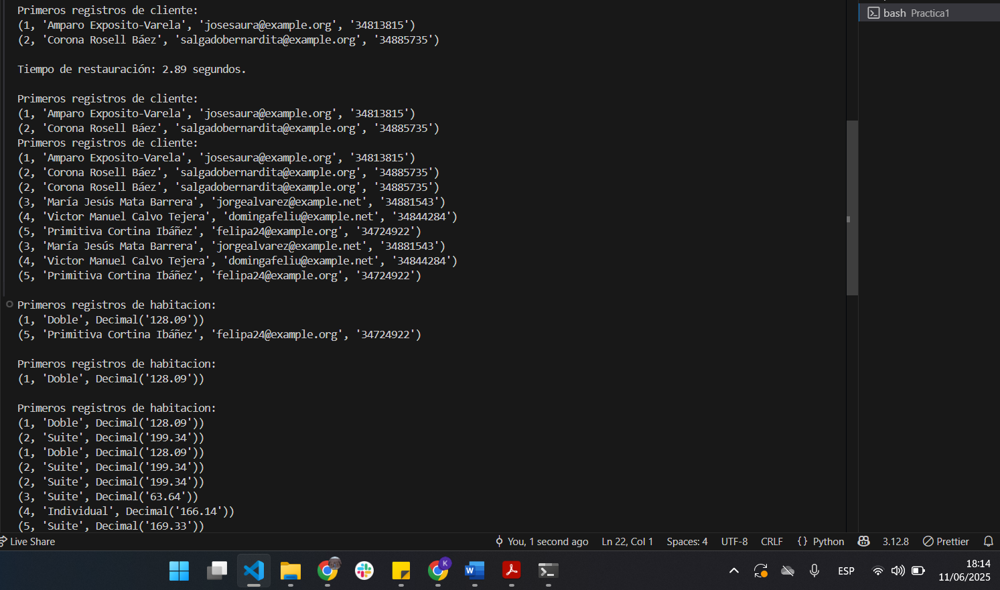 Primeros registros de cliente:
(1, 'Amparo Exposito-Varela', 'josesaura@example.org', '34813815')
(2, 'Corona Rosell Báez', 'salgadobernardita@example.org', '34885735')
Tiempo de restauración: 2.89 segundos.
Primeros registros de cliente:
(1, 'Amparo Exposito-Varela', 'josesaura@example.org', '34813815')
(2, 'Corona Rosell Báez', 'salgadobernardita@example.org', '34885735')
Primeros registros de cliente:
(1, 'Amparo Exposito-Varela', 'josesaura@example.org', '34813815')
(2, 'Corona Rosell Báez', 'salgadobernardita@example.org', '34885735')
(2, 'Corona Rosell Báez', 'salgadobernardita@example.org', '34885735')
(3, 'María Jesús Mata Barrera', 'jorgealvarez@example.net', '34881543')
(4, 'Victor Manuel Calvo Tejera', 'domingafeliu@example.net', '34844284')
(5, 'Primitiva Cortina Ibáñez', 'felipa24@example.org', '34724922')
(3, 'María Jesús Mata Barrera', 'jorgealvarez@example.net', '34881543')
(4, 'Victor Manuel Calvo Tejera', 'domingafeliu@example.net', '34844284')
(5, 'Primitiva Cortina Ibáñez', 'felipa24@example.org', '34724922')
Primeros registros de habitacion:
(1, 'Doble', Decimal('128.09'))
(5, 'Primitiva Cortina Ibáñez', 'felipa24@example.org', '34724922')
Primeros registros de habitacion:
(1, 'Doble', Decimal('128.09'))
Primeros registros de habitacion:
(1, 'Doble', Decimal('128.09'))
(2, 'Suite', Decimal('199.34'))
(1, 'Doble', Decimal('128.09'))
(2, 'Suite', Decimal('199.34'))
(2, 'Suite', Decimal('199.34'))
(3, 'Suite', Decimal('63.64'))
(4, 'Individual', Decimal('166.14'))
(5, 'Suite', Decimal('169.33'))
bash Practica1
Live Share You, 1 second ago Ln 22, Col 1 Spaces: 4 UTF-8 CRLF {} Python 3.12.8 Prettier
K W ESP 18:14
11/06/2025